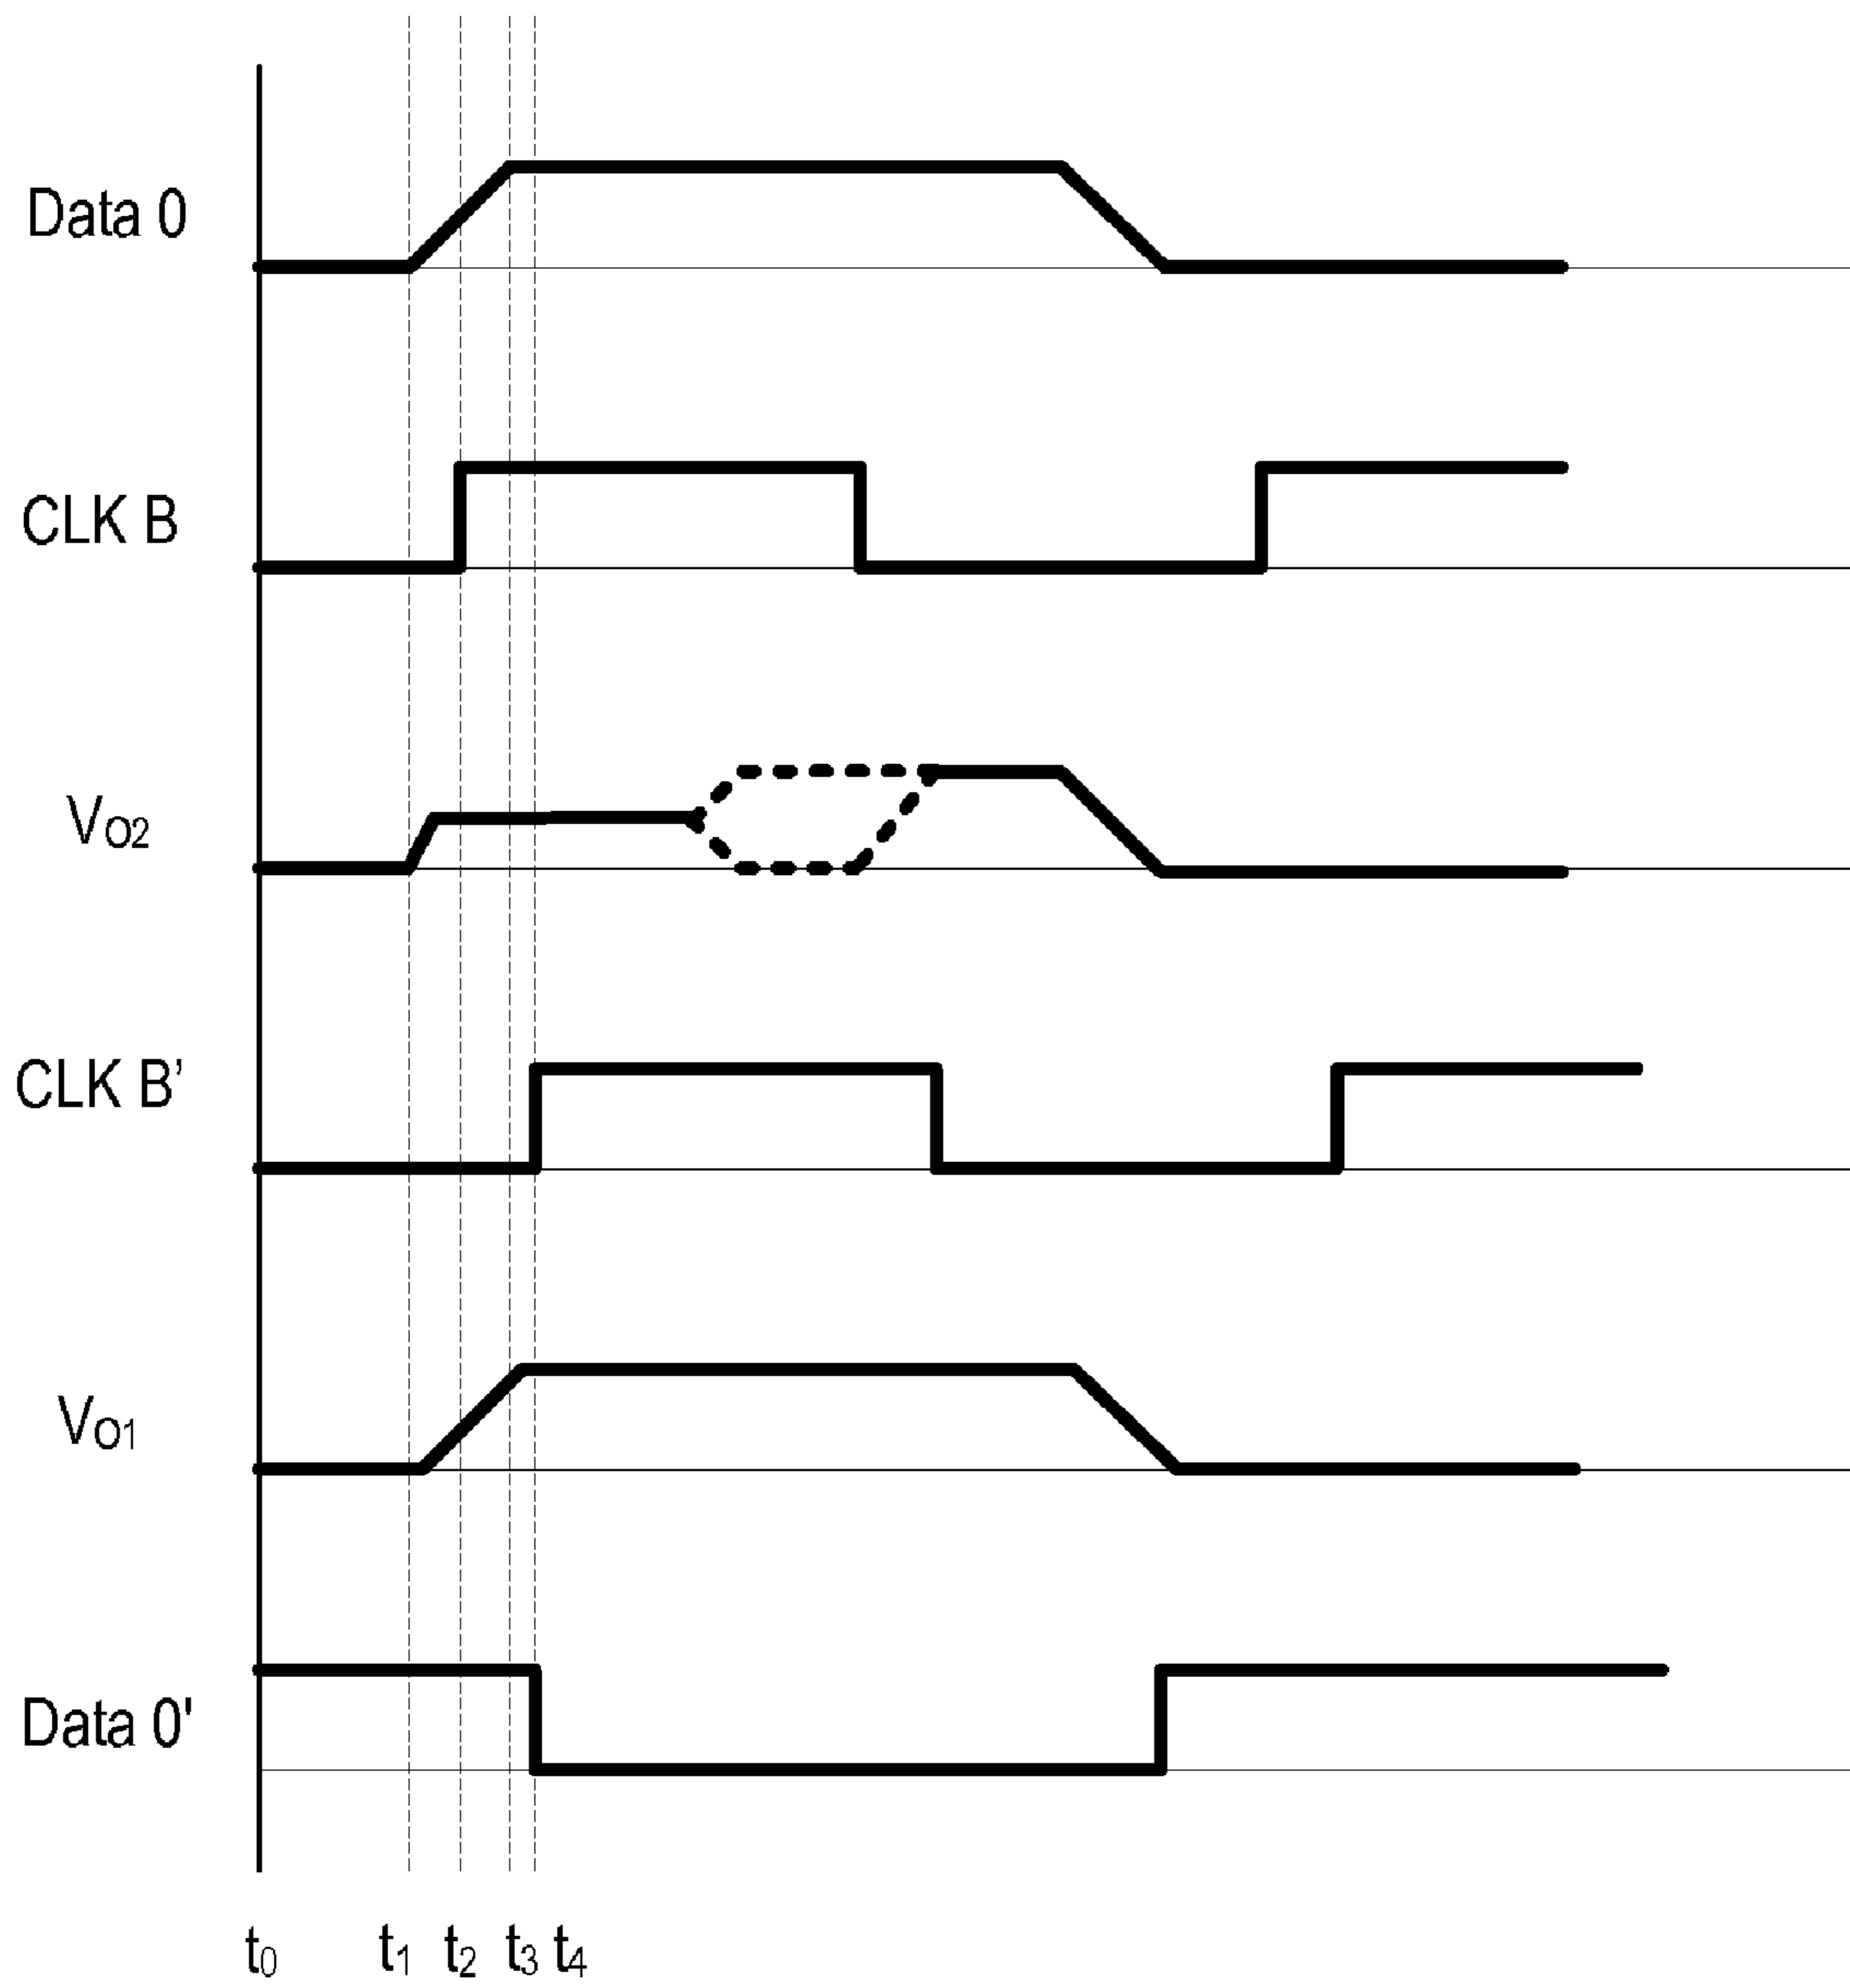 Data 0
CLK B
VO2
CLK B’
VO1
Data 0'
t0 t1 t2 t3 t4